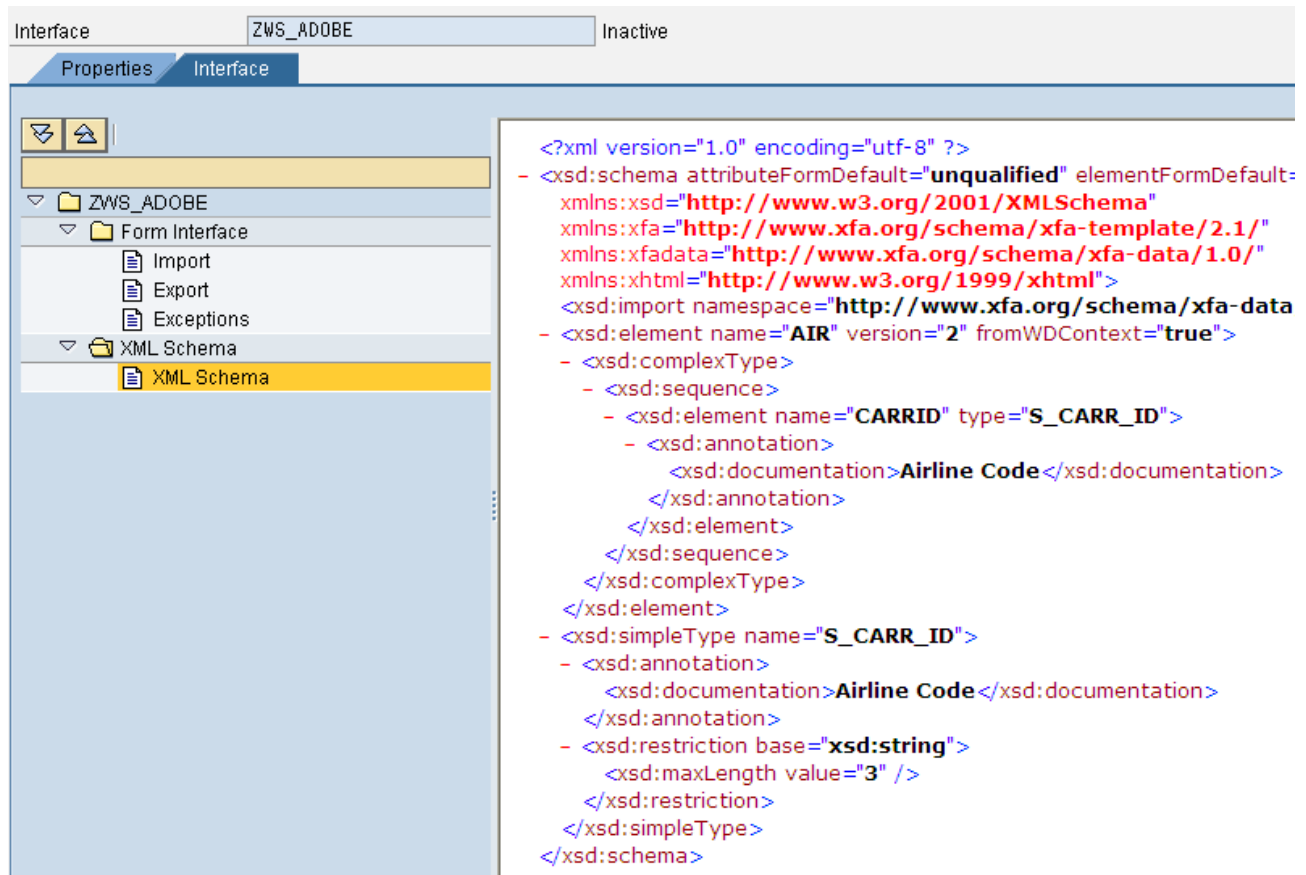 Interface ZWS_ADOBE Inactive
Properties Interface
ZWS_ADOBE
Form Interface
Import
Export
Exceptions
XML Schema
XML Schema
<?xml version="1.0" encoding="utf-8" ?>
- <xsd:schema attributeFormDefault="unqualified" elementFormDefault=
xmlns:xsd="http://www.w3.org/2001/XMLSchema"
xmlns:xfa="http://www.xfa.org/schema/xfa-template/2.1/"
xmlns:xfadata="http://www.xfa.org/schema/xfa-data/1.0/"
xmlns:xhtml="http://www.w3.org/1999/xhtml">
<xsd:import namespace="http://www.xfa.org/schema/xfa-data
- <xsd:element name="AIR" version="2" fromWDContext="true">
- <xsd:complexType>
- <xsd:sequence>
- <xsd:element name="CARRID" type="S_CARR_ID">
- <xsd:annotation>
<xsd:documentation>Airline Code</xsd:documentation>
</xsd:annotation>
</xsd:element>
</xsd:sequence>
</xsd:complexType>
</xsd:element>
- <xsd:simpleType name="S_CARR_ID">
- <xsd:annotation>
<xsd:documentation>Airline Code</xsd:documentation>
</xsd:annotation>
- <xsd:restriction base="xsd:string">
<xsd:maxLength value="3" />
</xsd:restriction>
</xsd:simpleType>
</xsd:schema>